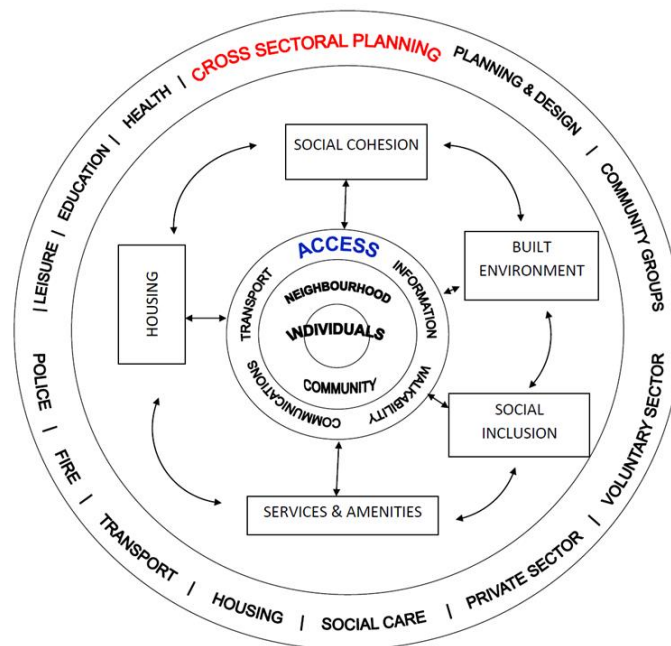 CROSS SECTORAL PLANNING
PLANNING & DESIGN | COMMUNITY GROUPS
VOLUNTARY SECTOR
| PRIVATE SECTOR
| SOCIAL CARE
| HOUSING
| TRANSPORT
| FIRE
| POLICE
| LEISURE | EDUCATION | HEALTH |
SOCIAL COHESION
BUILT
ENVIRONMENT
SOCIAL
INCLUSION
SERVICES & AMENITIES
HOUSING
ACCESS
INFORMATION
WALKABILITY
COMMUNICATIONS
TRANSPORT
NEIGHBOURHOOD
INDIVIDUALS
COMMUNITY